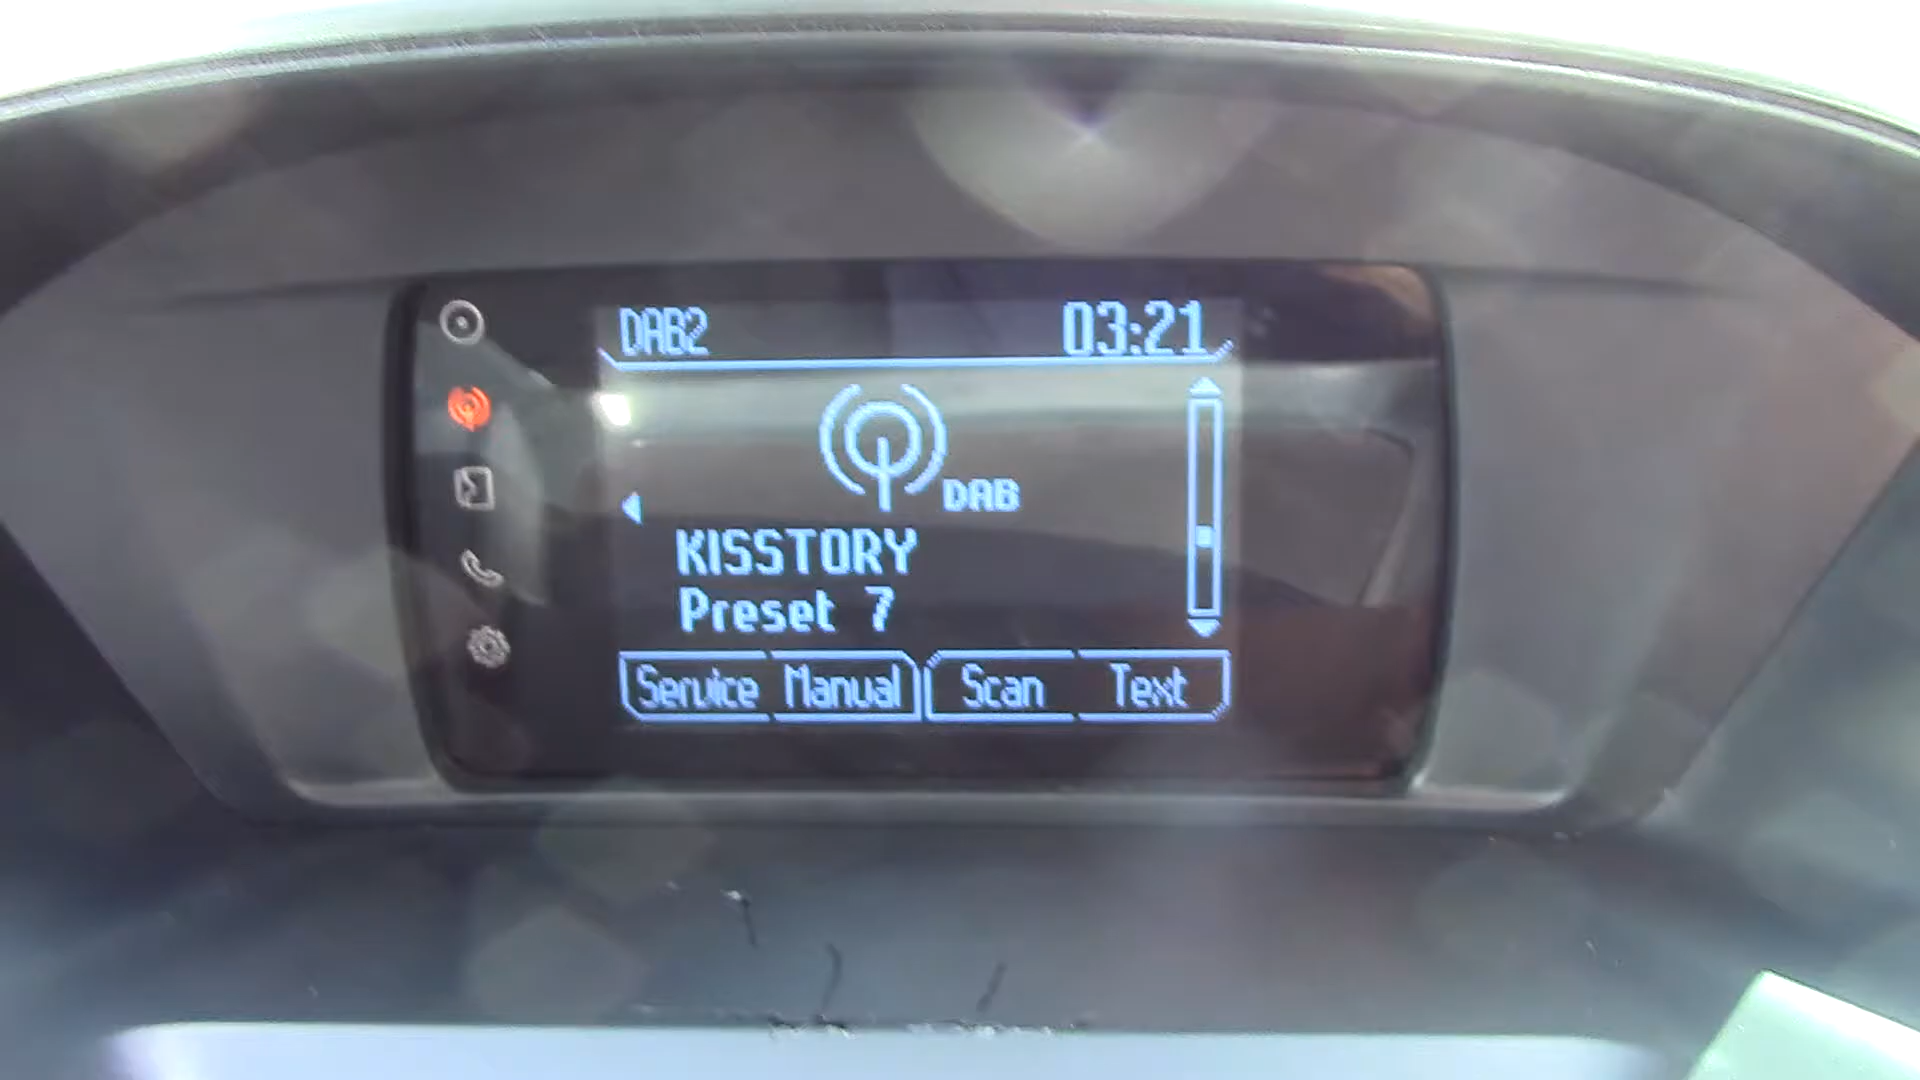 DAB2 03:21
DAB
KISSTORY
Preset 7
Service Manual Scan Text